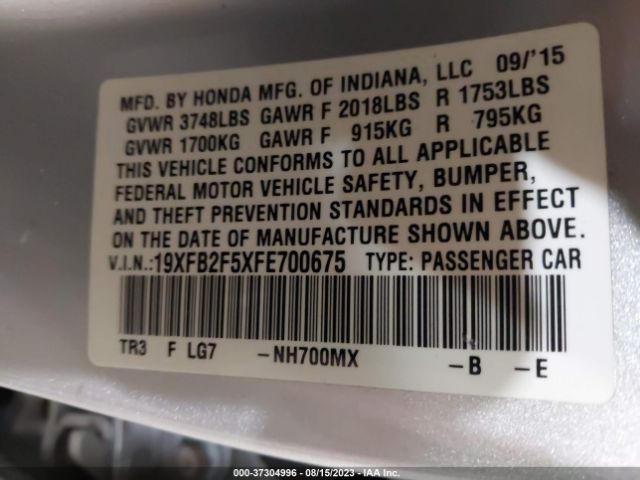 MFD. BY HONDA MFG. OF INDIANA, LLC 09/'15
GVWR 3748LBS GAWR F 2018LBS R 1753LBS
GVWR 1700KG GAWR F 915KG R 795KG
THIS VEHICLE CONFORMS TO ALL APPLICABLE
FEDERAL MOTOR VEHICLE SAFETY, BUMPER,
AND THEFT PREVENTION STANDARDS IN EFFECT
ON THE DATE OF MANUFACTURE SHOWN ABOVE.
V.I.N.:19XFB2F5XFE700675 TYPE: PASSENGER CAR
TR3 F LG7 -NH700MX -B -E
000-37304996 - 08/15/2023 - IAA Inc.